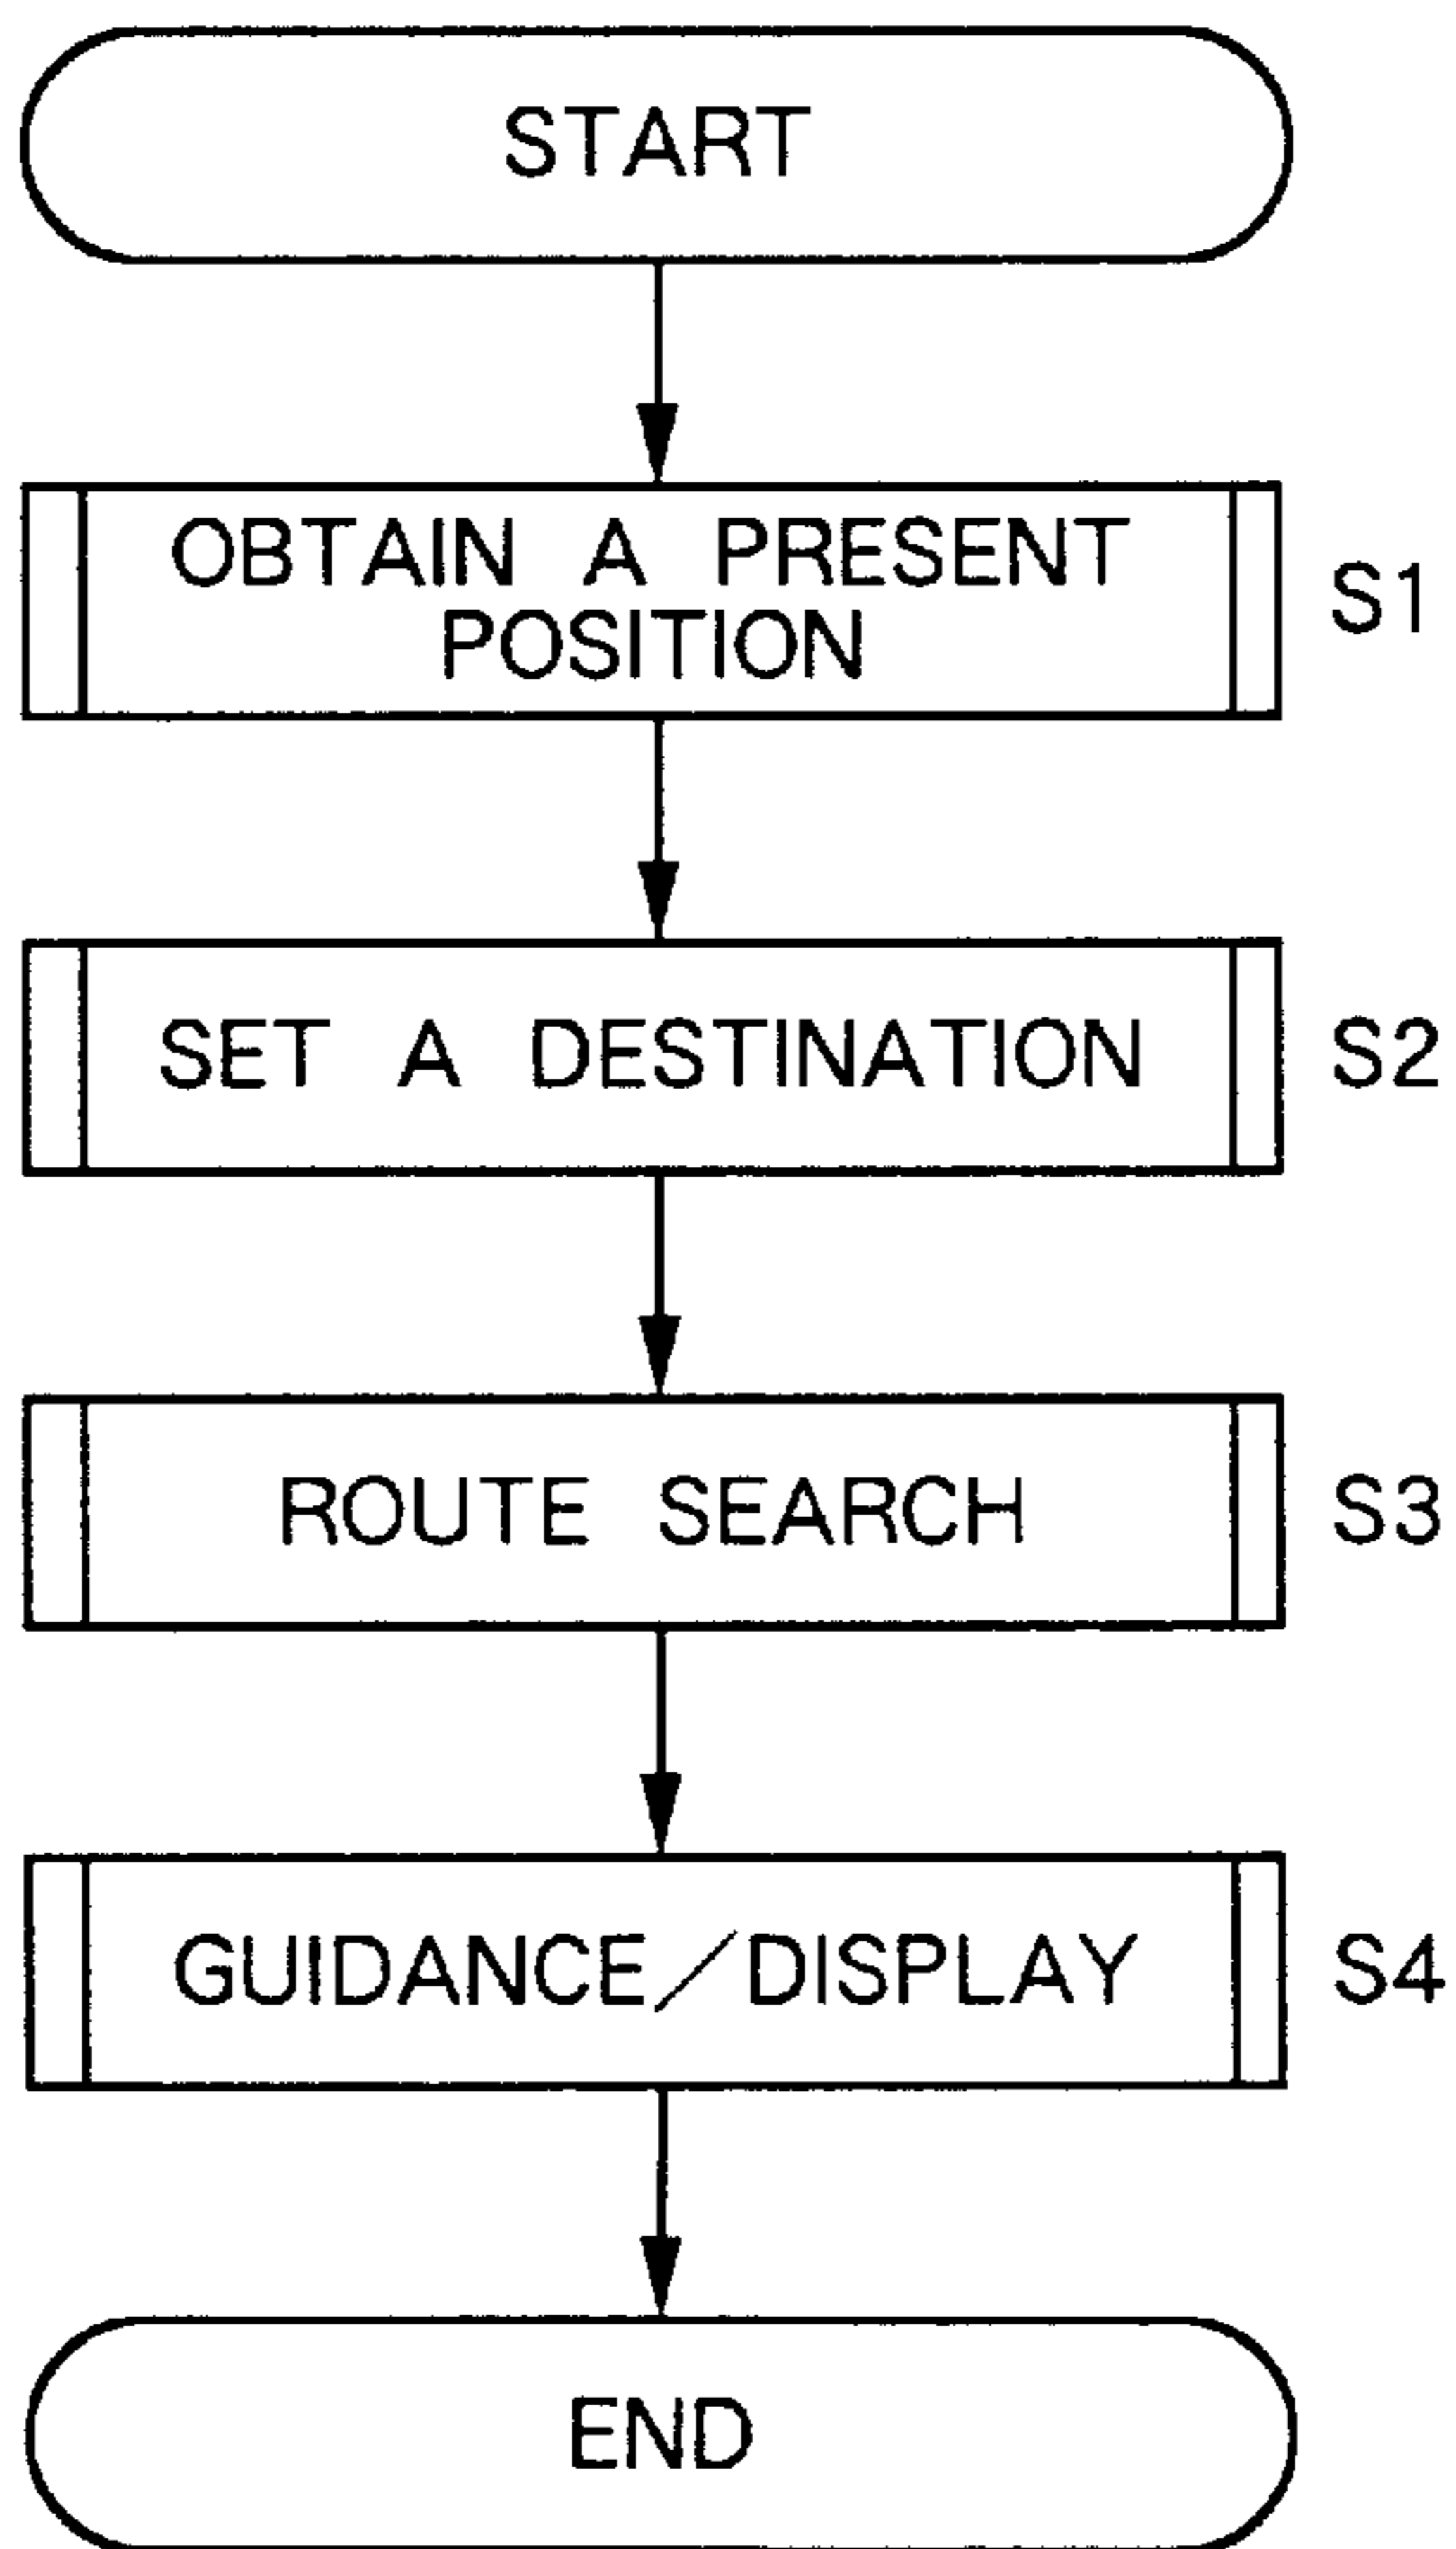 START
OBTAIN A PRESENT
POSITION
S1
SET A DESTINATION
S2
ROUTE SEARCH
S3
GUIDANCE/DISPLAY
S4
END